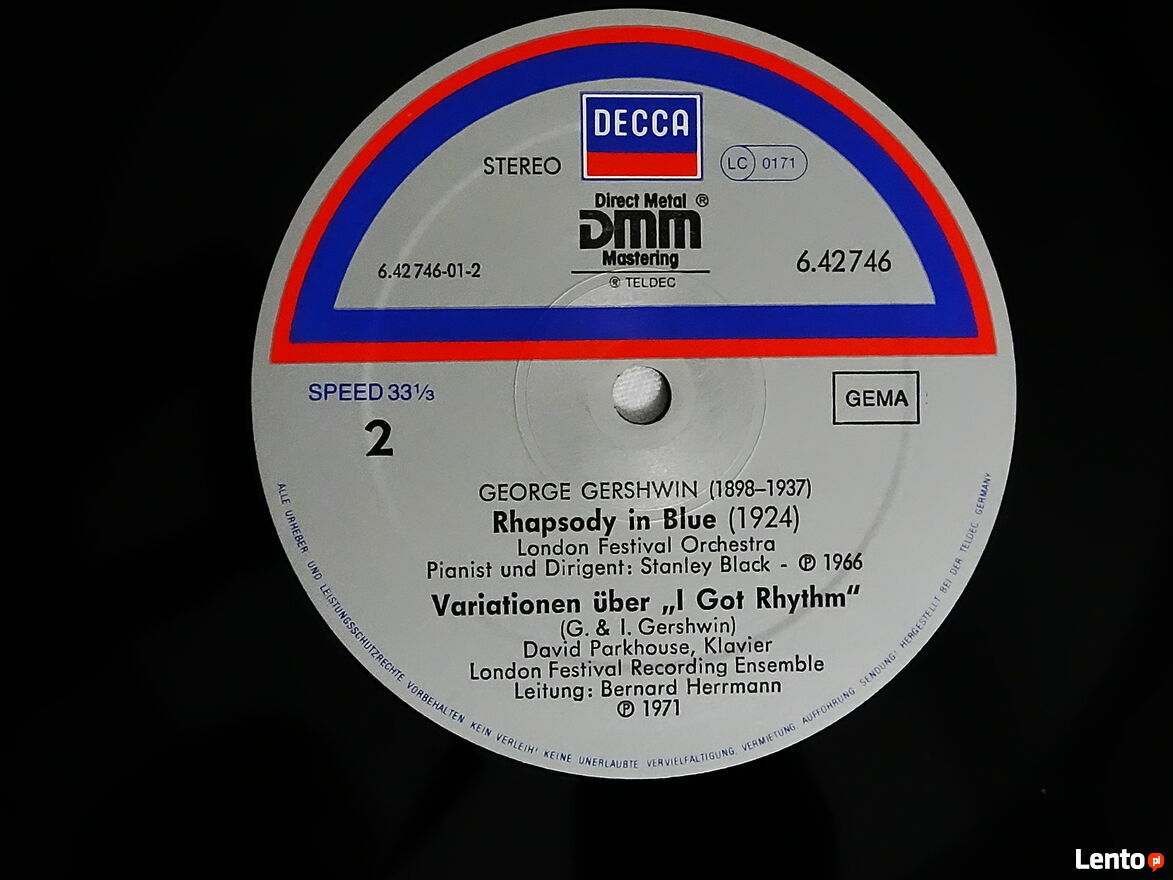 DECCA
STEREO
LC 0171
Direct Metal ®
DMM
Mastering
6.42746-01-2
6.42746
℗ TELDEC
SPEED 33⅓
GEMA
2
GEORGE GERSHWIN (1898–1937)
Rhapsody in Blue (1924)
London Festival Orchestra
Pianist und Dirigent: Stanley Black - ℗ 1966
Variationen über „I Got Rhythm“
(G. & I. Gershwin)
David Parkhouse, Klavier
London Festival Recording Ensemble
Leitung: Bernard Herrmann
℗ 1971
ALLE URHEBER UND LEISTUNGSSCHUTZRECHTE VORBEHALTEN KEIN VERLEIH! KEINE UNERLAUBTE VERVIELFÄLTIGUNG, VERMIETUNG AUFFÜHRUNG SENDUNG! HERGESTELLT BEI DER TELDEC GERMANY
Lento pl